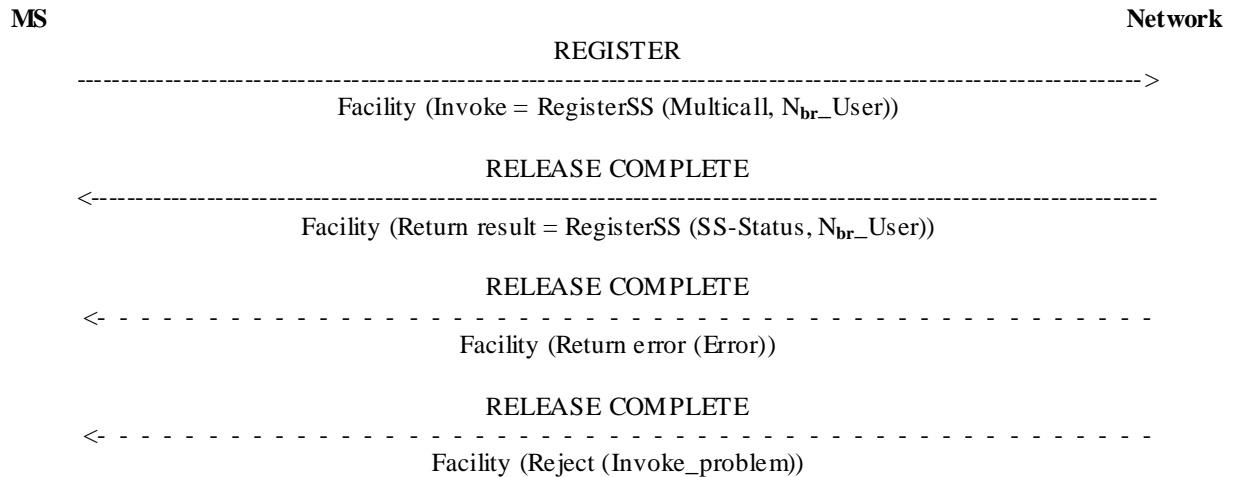 MS Network
REGISTER
Facility (Invoke = RegisterSS (Multicall, Nbr_User))
RELEASE COMPLETE
Facility (Return result = RegisterSS (SS-Status, Nbr_User))
RELEASE COMPLETE
Facility (Return error (Error))
RELEASE COMPLETE
Facility (Reject (Invoke_problem))